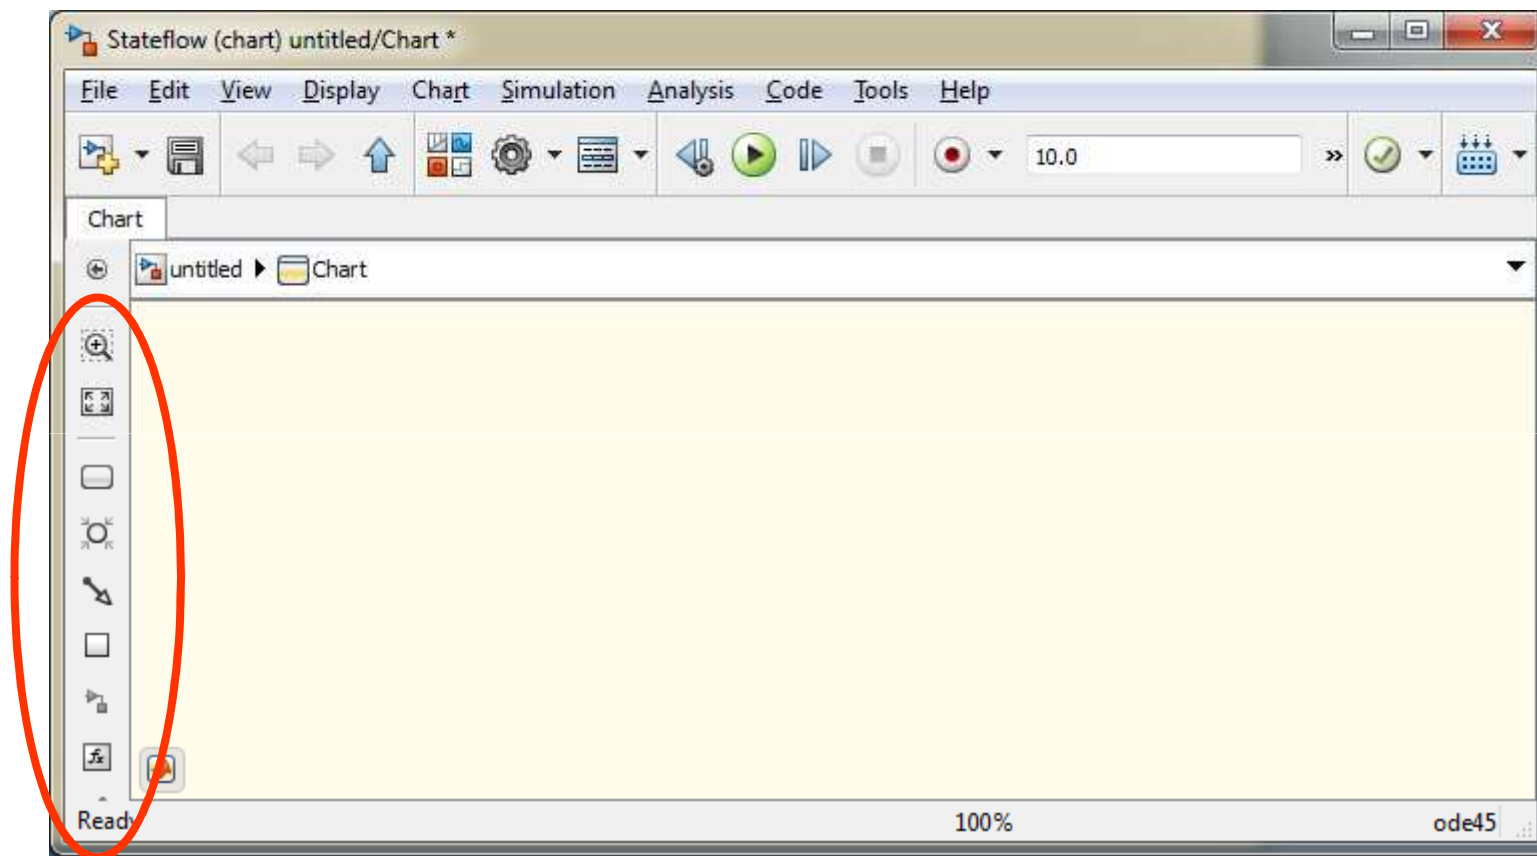 Stateflow (chart) untitled/Chart *
File Edit View Display Chart Simulation Analysis Code Tools Help
10.0 »
Chart
untitled Chart
fx
Ready 100% ode45